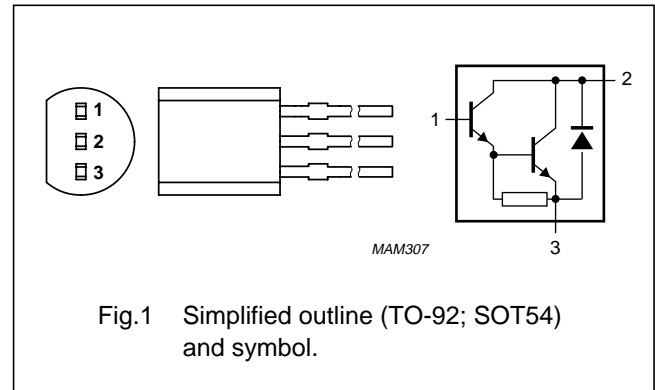 1
2
3
1
2
3
MAM307
Fig.1 Simplified outline (TO-92; SOT54)
and symbol.